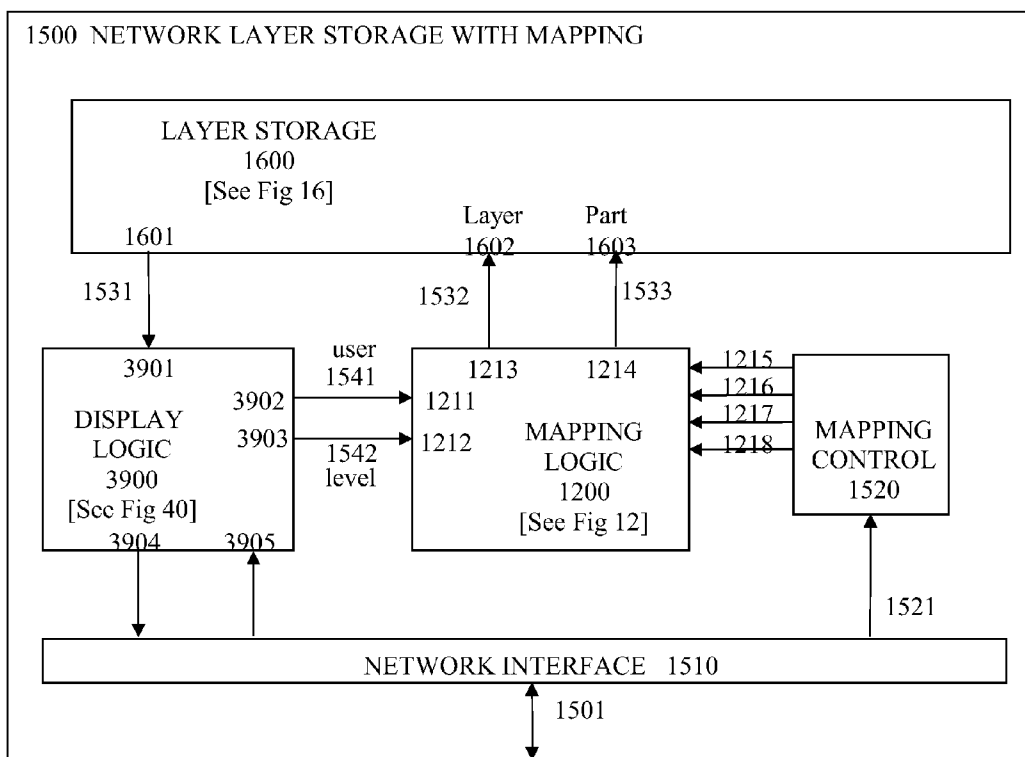 1500 NETWORK LAYER STORAGE WITH MAPPING
LAYER STORAGE
1600
[See Fig 16]
1601
Layer
1602
Part
1603
1531
1532
1533
3901
user
1541
3902
3903
1542
level
DISPLAY
LOGIC
3900
[See Fig 40]
3904
3905
1213
1214
1211
1212
MAPPING
LOGIC
1200
[See Fig 12]
1215
1216
1217
1218
MAPPING
CONTROL
1520
1521
NETWORK INTERFACE 1510
1501